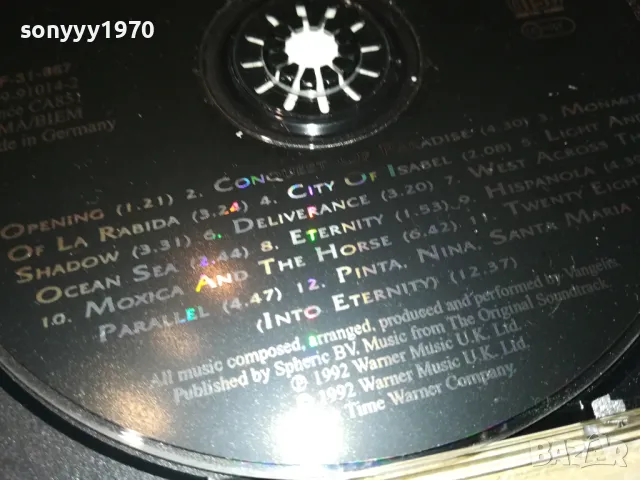 sonyyy1970
Made in Germany
Opening (1.21) 2. Conquest Of Paradise (4.30) 3.
Of La Rabida (3.24) 4. City Of Isabel (2.08) 5. Light And
Shadow (3.31) 6. Deliverance (3.20) 7. West Across The
Ocean Sea (2.44) 8. Eternity (1.53) 9. Hispanola
10. Moxica And The Horse (6.42) 11. Twenty Eight
Parallel (4.47) 12. Pinta, Nina, Santa Maria
(Into Eternity) (12.37)
All music composed, arranged, produced and performed by Vangelis.
Published by Spheric BV. Music from The Original Soundtrack.
℗ 1992 Warner Music U.K. Ltd.
1992 Warner Music U.K. Ltd.
Time Warner Company.
BAZAR